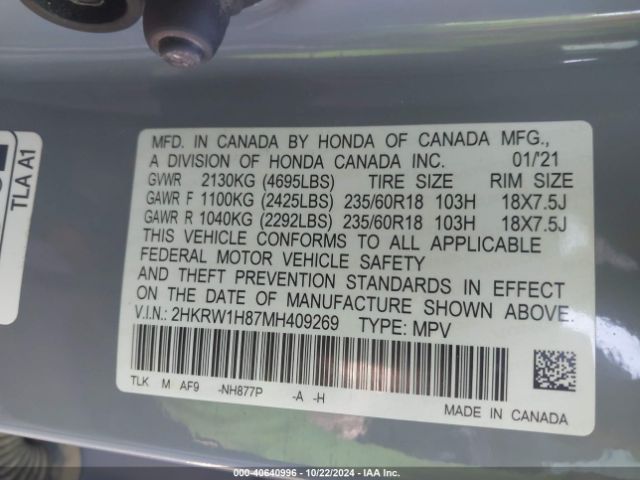 TLA A1
MFD. IN CANADA BY HONDA OF CANADA MFG.,
A DIVISION OF HONDA CANADA INC. 01/'21
GVWR 2130KG (4695LBS) TIRE SIZE RIM SIZE
GAWR F 1100KG (2425LBS) 235/60R18 103H 18X7.5J
GAWR R 1040KG (2292LBS) 235/60R18 103H 18X7.5J
THIS VEHICLE CONFORMS TO ALL APPLICABLE
FEDERAL MOTOR VEHICLE SAFETY
AND THEFT PREVENTION STANDARDS IN EFFECT
ON THE DATE OF MANUFACTURE SHOWN ABOVE.
V.I.N.: 2HKRW1H87MH409269 TYPE: MPV
TLK M AF9 -NH877P -A -H
MADE IN CANADA
000-40640996 - 10/22/2024 - IAA Inc.